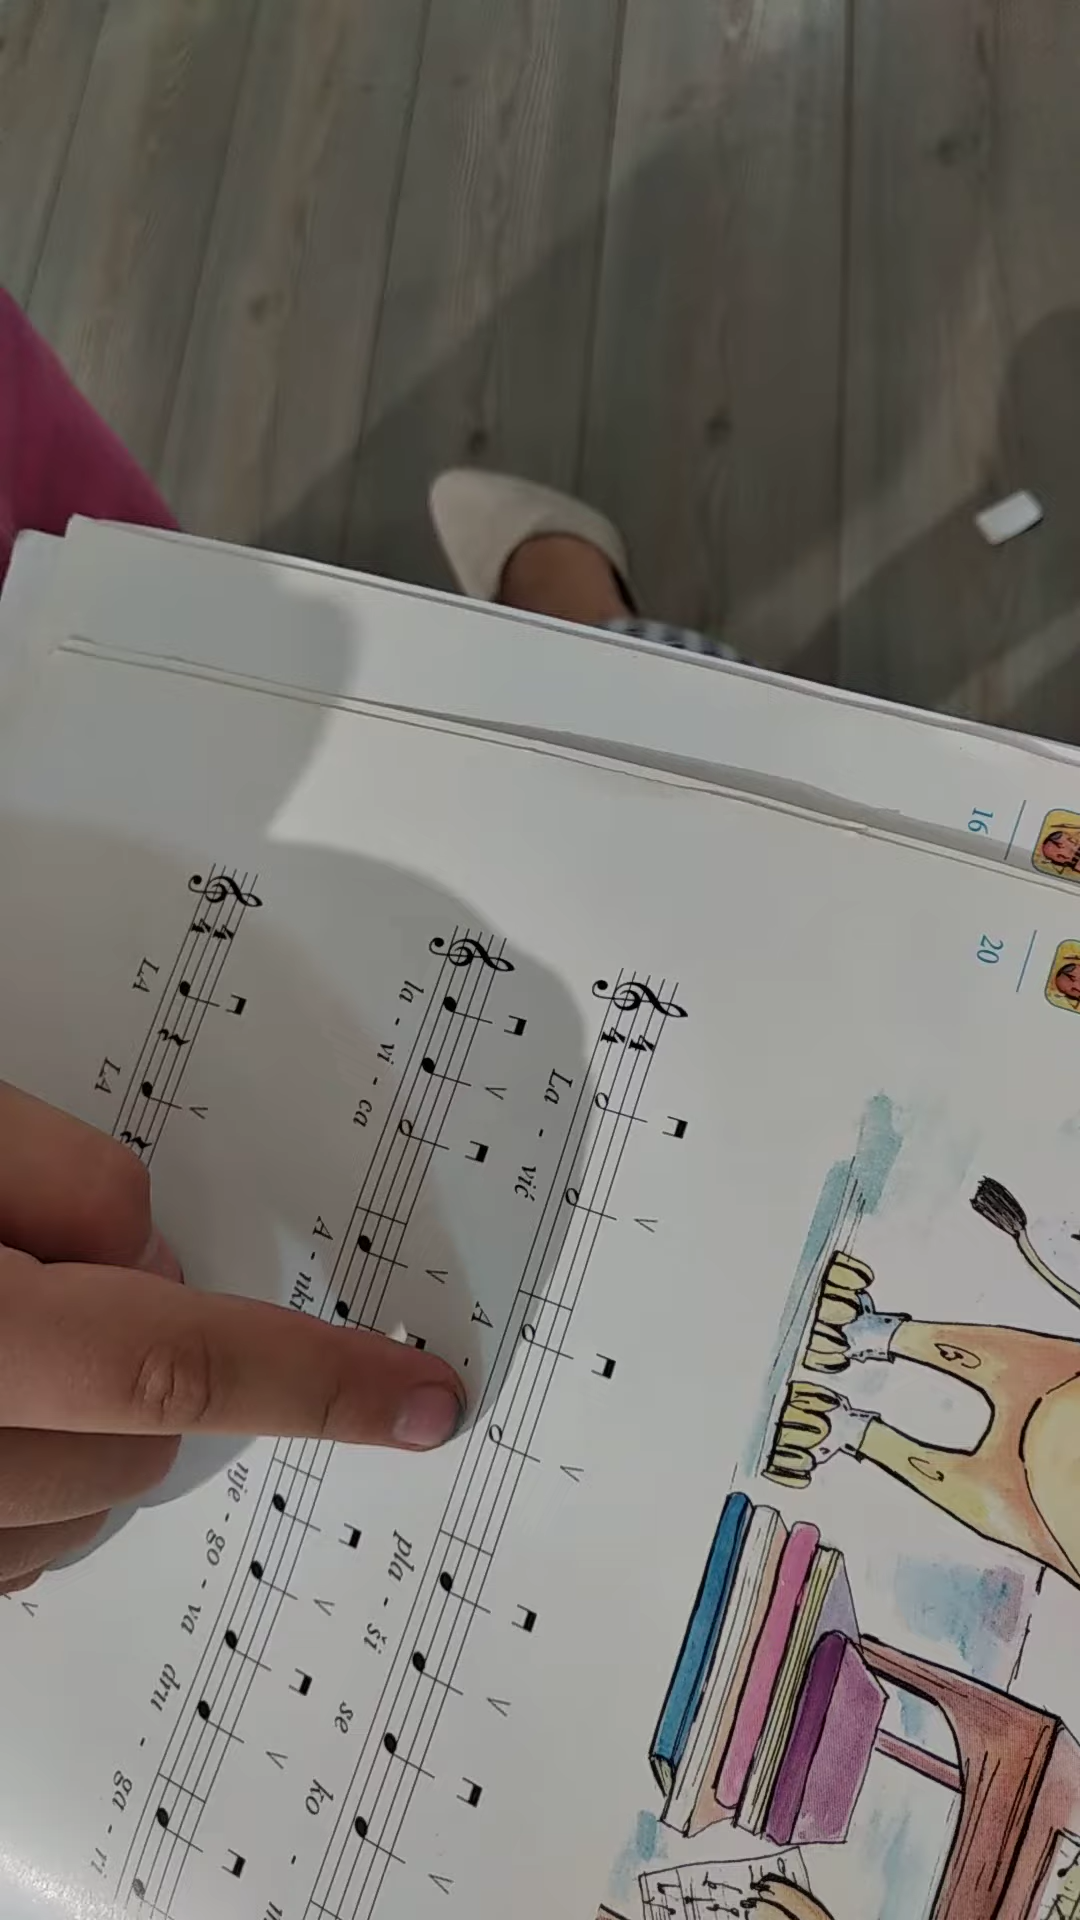 16
20
La - vić A -
pla - ši se ko -
la - vi - ca
nje - go - va dru - ga - ri
LA LA